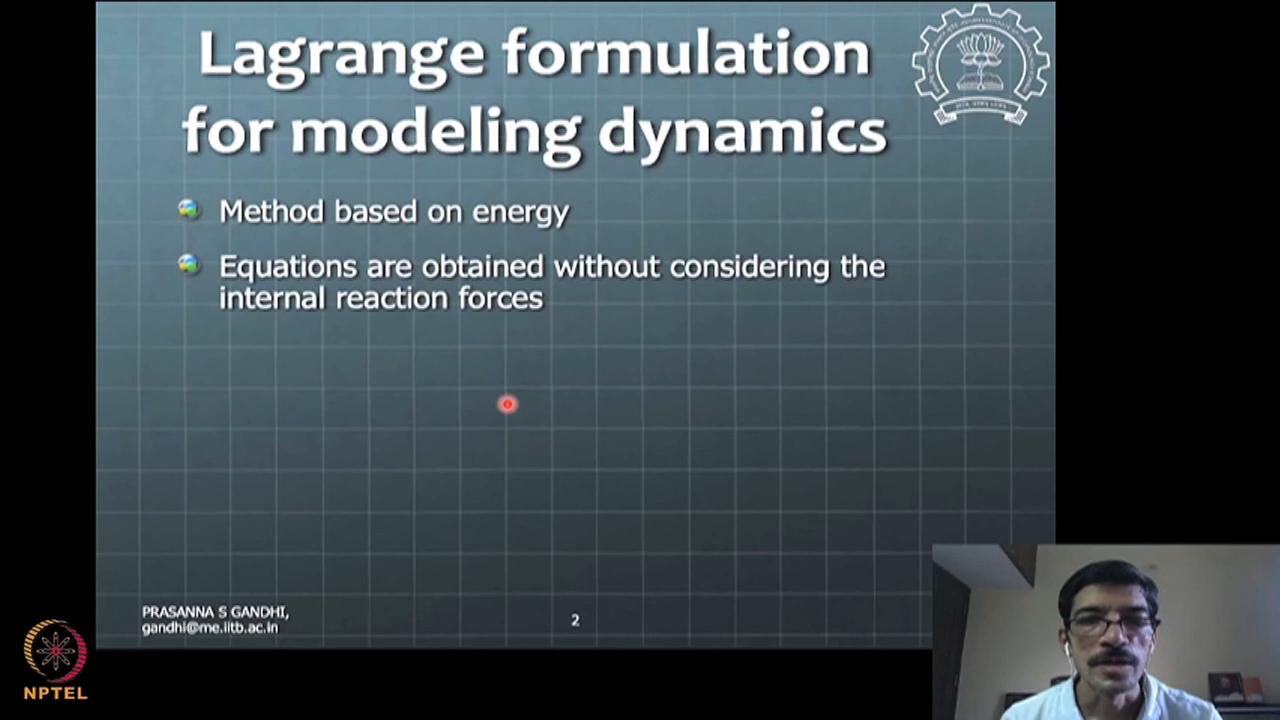 Lagrange formulation
for modeling dynamics
Method based on energy
Equations are obtained without considering the
internal reaction forces
PRASANNA S GANDHI,
gandhi@me.iitb.ac.in
2
NPTEL